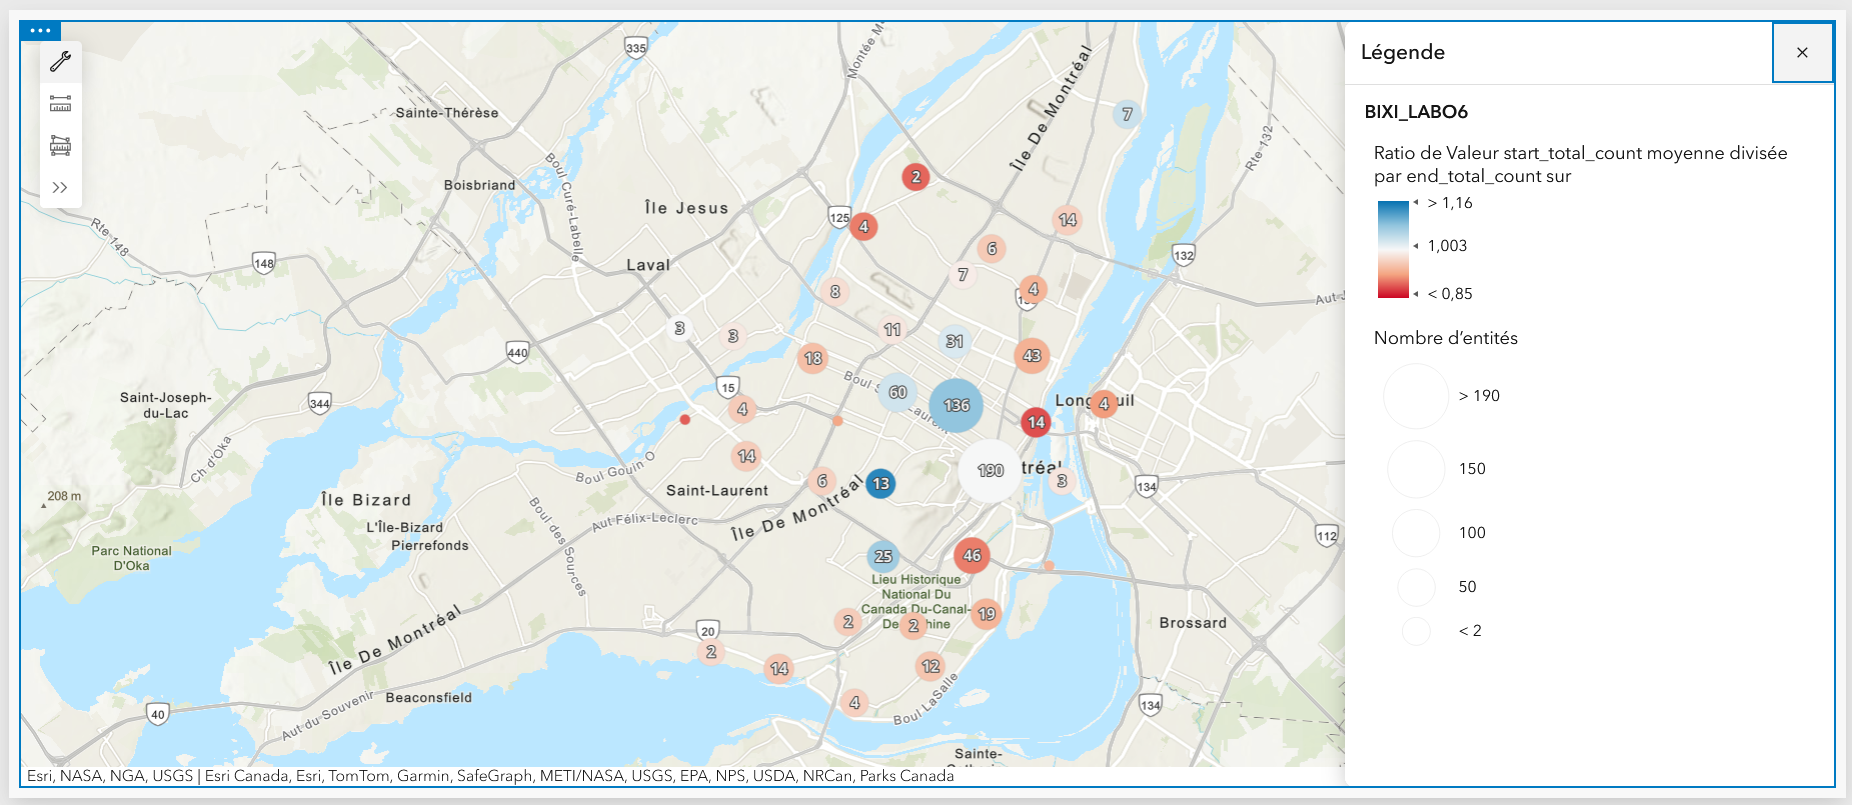 335
Montée M
Sainte-Thérèse
Île De Montréal
7
Rte 132
Boul Curé-Labelle
2
Boisbriand
Île Jesus
125
4
14
Rte 148
148
6
132
Laval
7
8
4
Aut J
3
3
11
31
43
440
18
15
Boul S
Laurent
60
136
Saint-Joseph-
du-Lac
344
4
14
4
Ch d'Oka
Boul Gouin O
14
190
tréal
3
134
Saint-Laurent
6
13
208 m
Île Bizard
L'Île-Bizard
Pierrefonds
Boul des Sources
Aut Félix-Leclerc
Île De Montréal
112
Parc National
D'Oka
25
46
Lieu Historique
National Du
Canada Du-Canal-
De
hine
2
2
19
Île De Montréal
20
2
14
12
Brossard
Beaconsfield
4
Boul LaSalle
40
Aut du Souvenir
134
Sainte-
Esri, NASA, NGA, USGS | Esri Canada, Esri, TomTom, Garmin, SafeGraph, METI/NASA, USGS, EPA, NPS, USDA, NRCan, Parks Canada
Légende
BIXI_LABO6
Ratio de Valeur start_total_count moyenne divisée
par end_total_count sur
> 1,16
1,003
< 0,85
Nombre d’entités
> 190
150
100
50
< 2